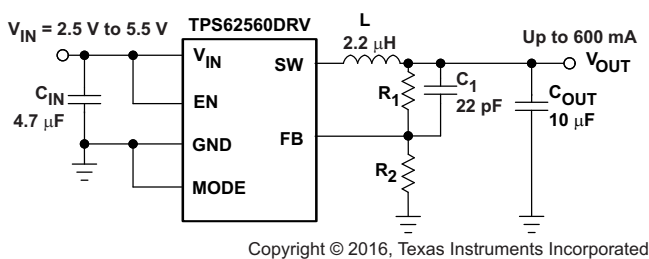 V_IN = 2.5 V to 5.5 V
TPS62560DRV
L
2.2 μH
Up to 600 mA
V_OUT
V_IN
SW
EN
C_IN
4.7 μF
R_1
C_1
22 pF
C_OUT
10 μF
GND
FB
MODE
R_2
Copyright © 2016, Texas Instruments Incorporated